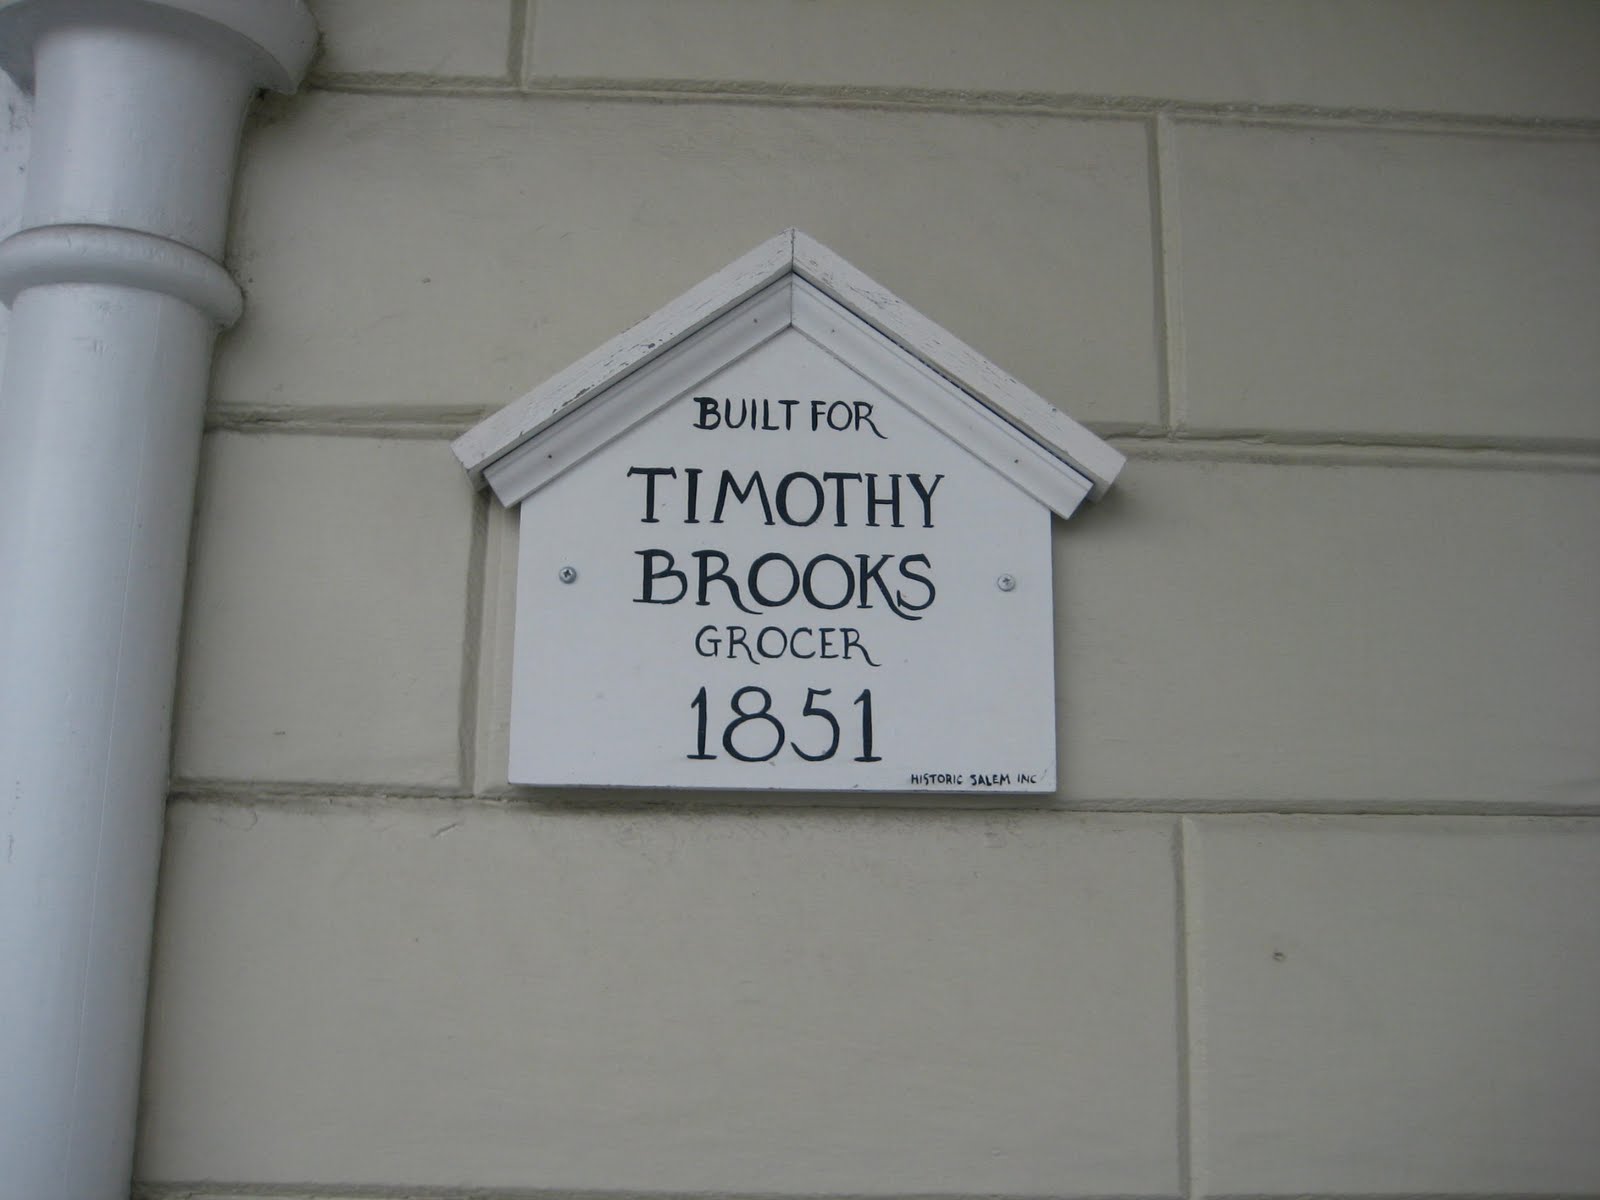 BUILT FOR
TIMOTHY
BROOKS
GROCER
1851
HISTORIC SALEM INC